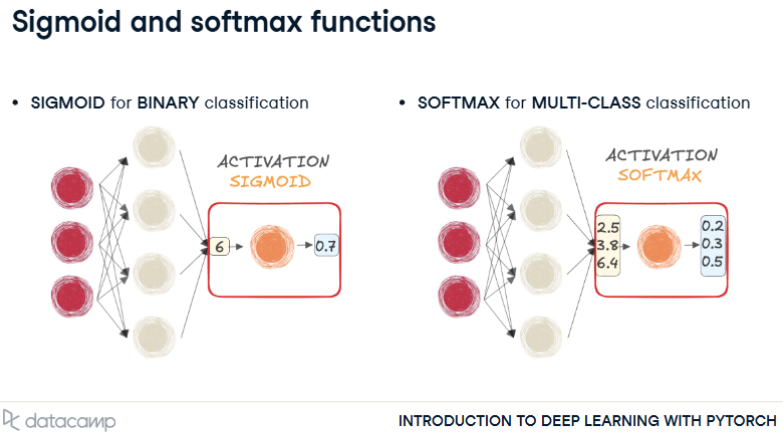 Sigmoid and softmax functions
• SIGMOID for BINARY classification
ACTIVATION
SIGMOID
6
0.7
• SOFTMAX for MULTI-CLASS classification
ACTIVATION
SOFTMAX
2.5
3.8
6.4
0.2
0.3
0.5
datacamp
INTRODUCTION TO DEEP LEARNING WITH PYTORCH